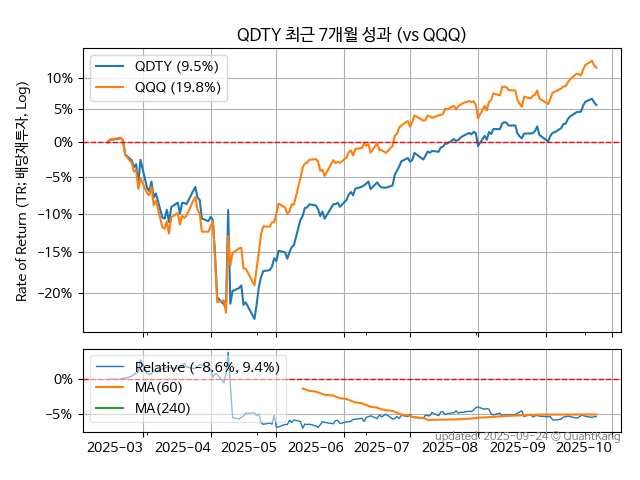 QDTY 최근 7개월 성과 (vs QQQ)
QDTY (9.5%)
QQQ (19.8%)
10%
5%
0%
−5%
−10%
−15%
−20%
Rate of Return (TR: 배당재투자, Log)
Relative (−8.6%, 9.4%)
MA(60)
MA(240)
0%
−5%
updated: 2025-09-24 © QuantKang
2025-03 2025-04 2025-05 2025-06 2025-07 2025-08 2025-09 2025-10